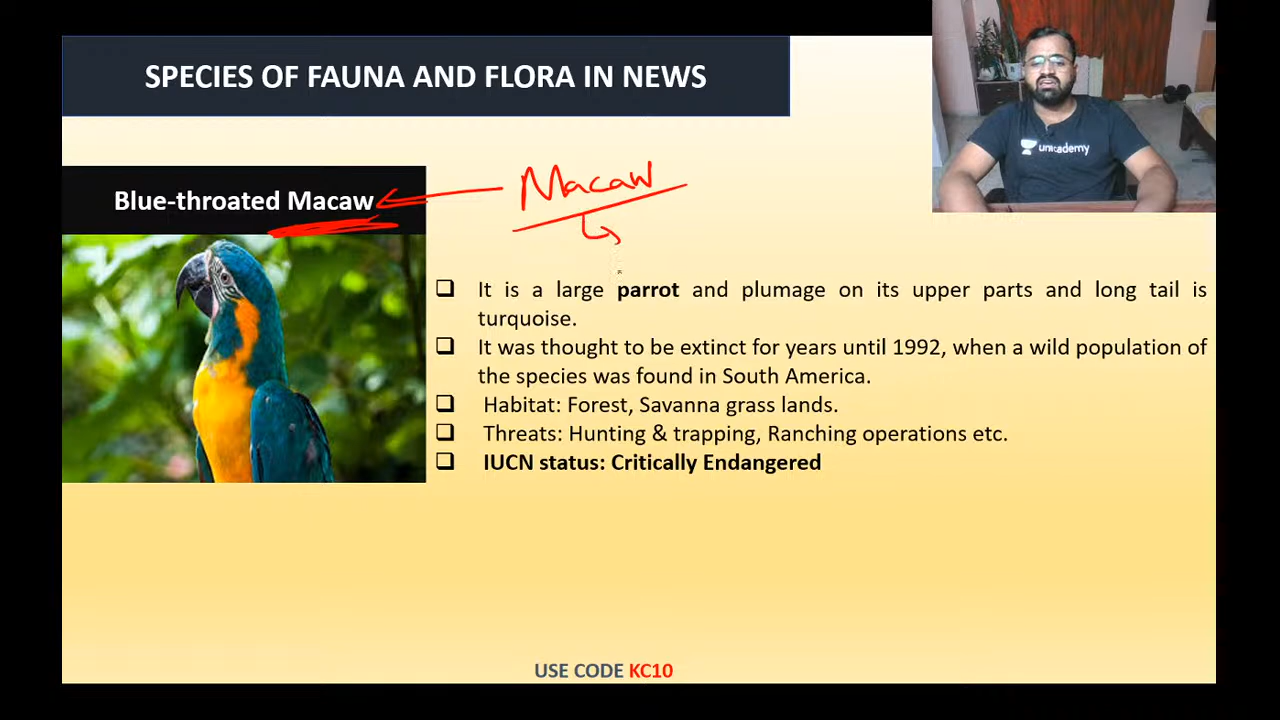 SPECIES OF FAUNA AND FLORA IN NEWS
unacademy
Blue-throated Macaw
Macaw
❑ It is a large parrot and plumage on its upper parts and long tail is
turquoise.
❑ It was thought to be extinct for years until 1992, when a wild population of
the species was found in South America.
❑ Habitat: Forest, Savanna grass lands.
❑ Threats: Hunting & trapping, Ranching operations etc.
❑ IUCN status: Critically Endangered
USE CODE KC10